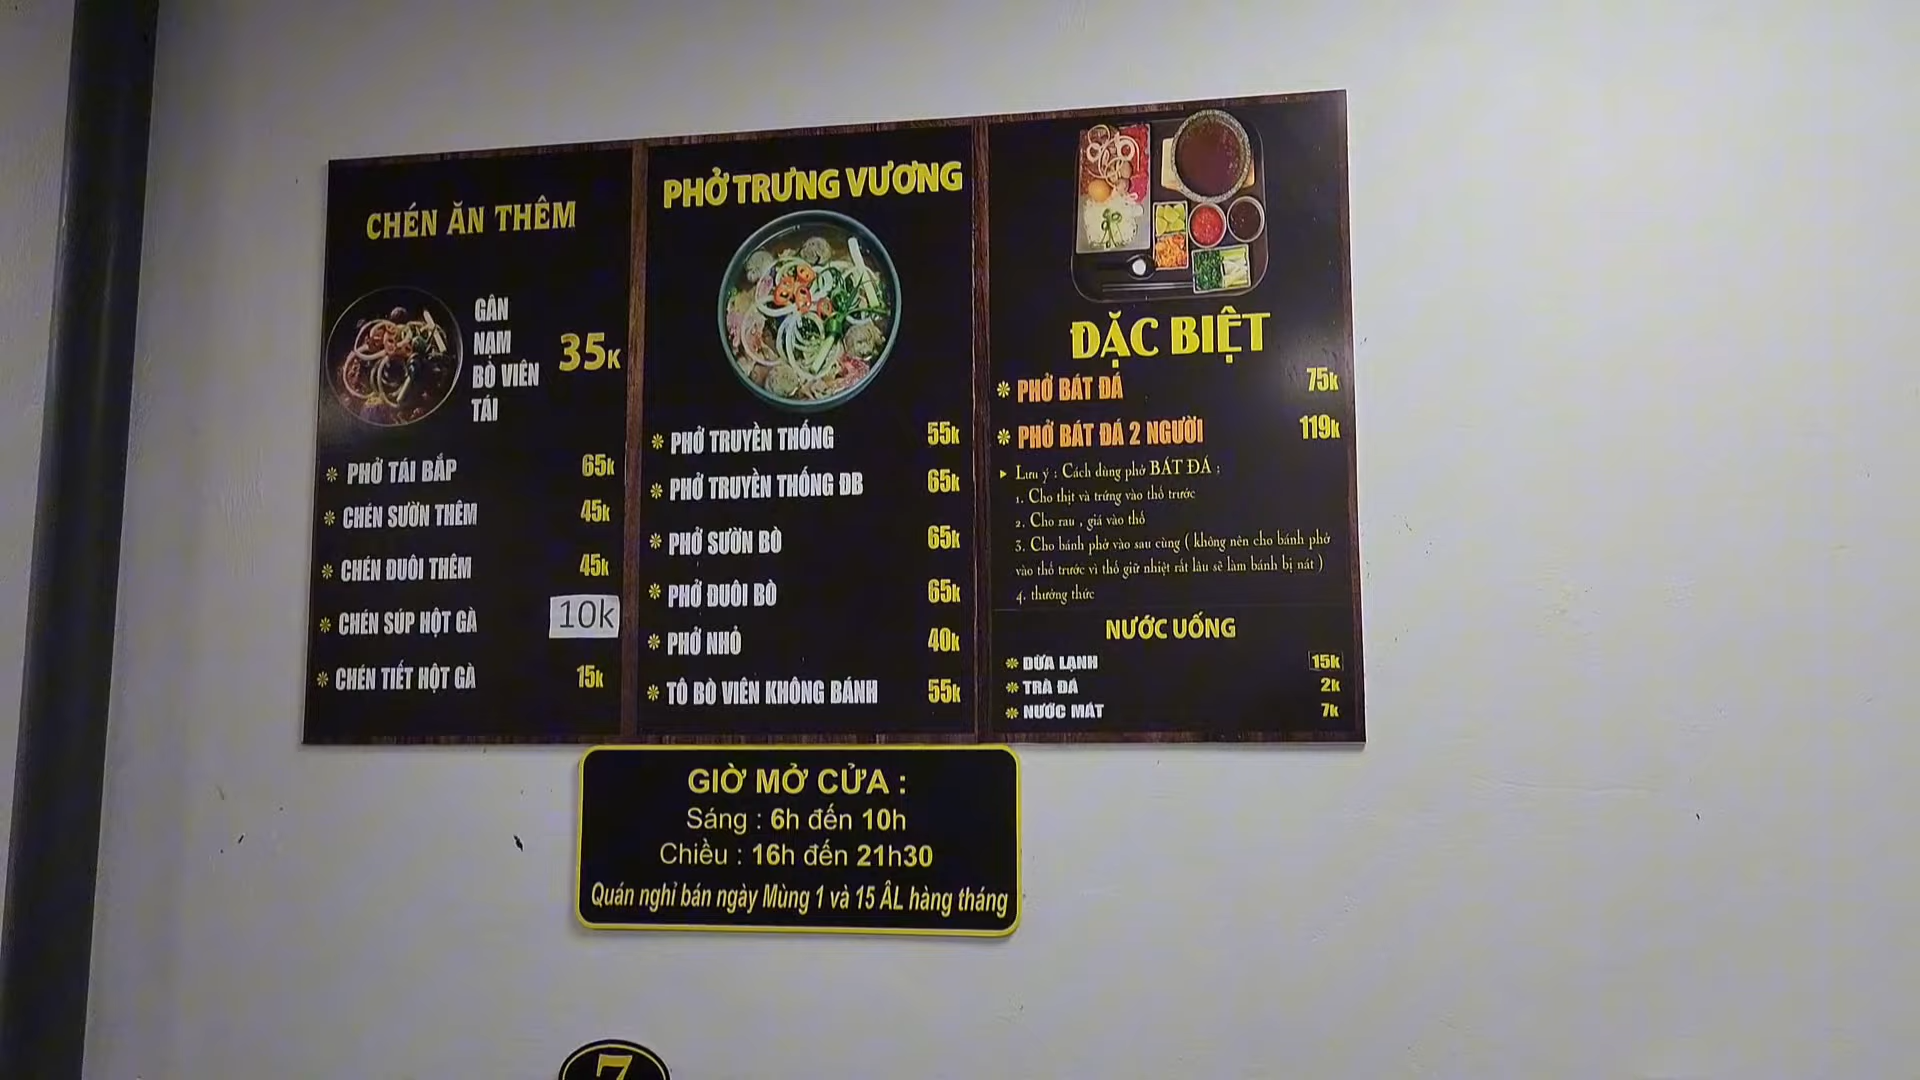 CHÉN ĂN THÊM
GÂN
NẠM
BÒ VIÊN
TÁI
35K
PHỞ TÁI BẮP 65k
CHÉN SƯỜN THÊM 45k
CHÉN ĐUÔI THÊM 45k
CHÉN SÚP HỘT GÀ 10k
CHÉN TIẾT HỘT GÀ 15k
PHỞ TRƯNG VƯƠNG
PHỞ TRUYỀN THỐNG 55k
PHỞ TRUYỀN THỐNG ĐB 65k
PHỞ SƯỜN BÒ 65k
PHỞ ĐUÔI BÒ 65k
PHỞ NHỎ 40k
TÔ BÒ VIÊN KHÔNG BÁNH 55k
ĐẶC BIỆT
PHỞ BÁT ĐÁ 75k
PHỞ BÁT ĐÁ 2 NGƯỜI 119k
Lưu ý : Cách dùng phở BÁT ĐÁ :
1. Cho thịt và trứng vào thố trước
2. Cho rau , giá vào thố
3. Cho bánh phở vào sau cùng ( không nên cho bánh phở
vào thố trước vì thố giữ nhiệt rất lâu sẽ làm bánh bị nát )
4. thưởng thức
NƯỚC UỐNG
DỪA LẠNH 15k
TRÀ ĐÁ 2k
NƯỚC MÁT 7k
GIỜ MỞ CỬA :
Sáng : 6h đến 10h
Chiều : 16h đến 21h30
Quán nghỉ bán ngày Mùng 1 và 15 ÂL hàng tháng
7